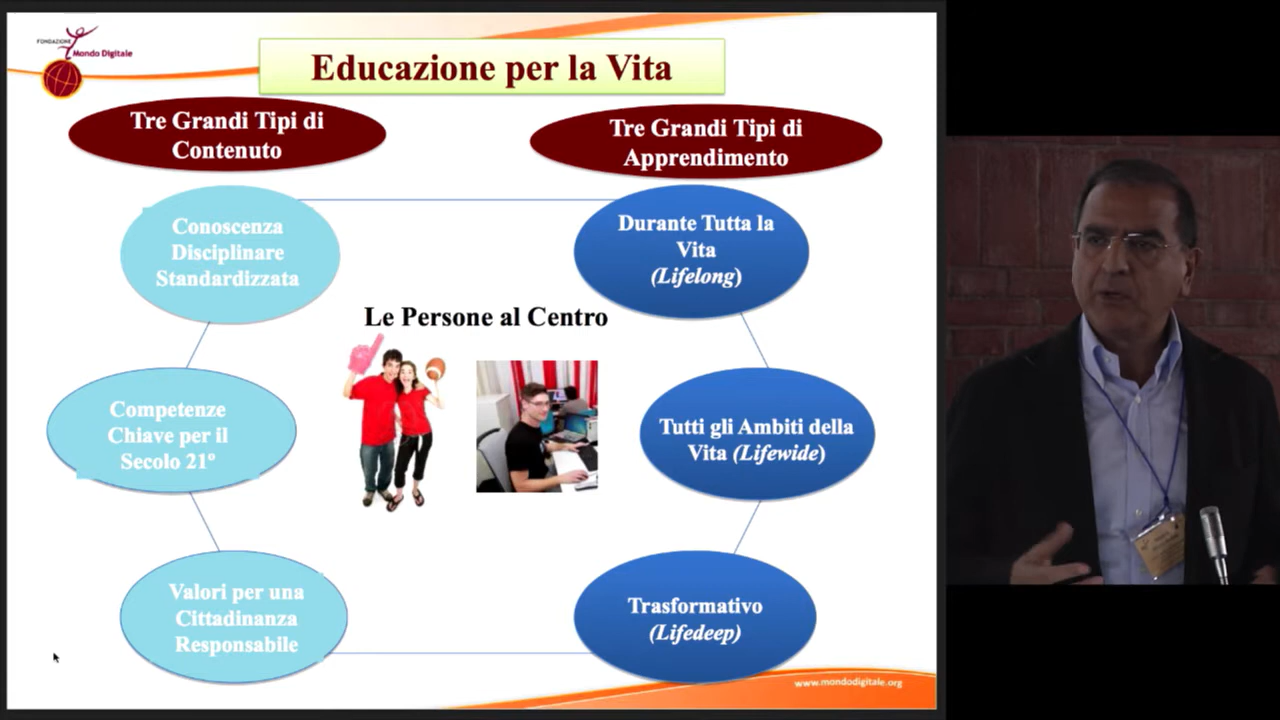 FONDAZIONE
Mondo Digitale
Educazione per la Vita
Tre Grandi Tipi di
Contenuto
Tre Grandi Tipi di
Apprendimento
Conoscenza
Disciplinare
Standardizzata
Durante Tutta la
Vita
(Lifelong)
Le Persone al Centro
Competenze
Chiave per il
Secolo 21º
Tutti gli Ambiti della
Vita (Lifewide)
Valori per una
Cittadinanza
Responsabile
Trasformativo
(Lifedeep)
www.mondodigitale.org